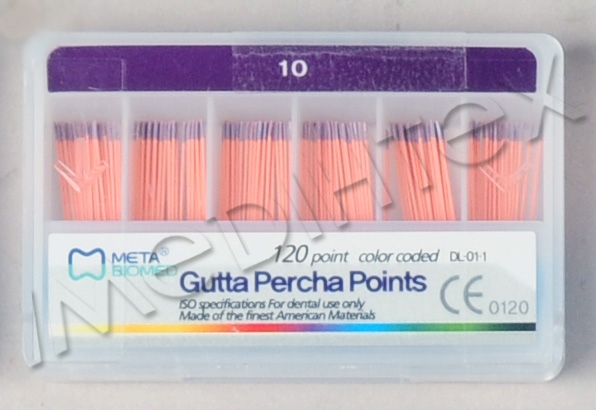 10
120 point color coded DL-01-1
META®
BIOMED
Gutta Percha Points
ISO specifications For dental use only
Made of the finest American Materials
CE 0120
iMEDiHTex